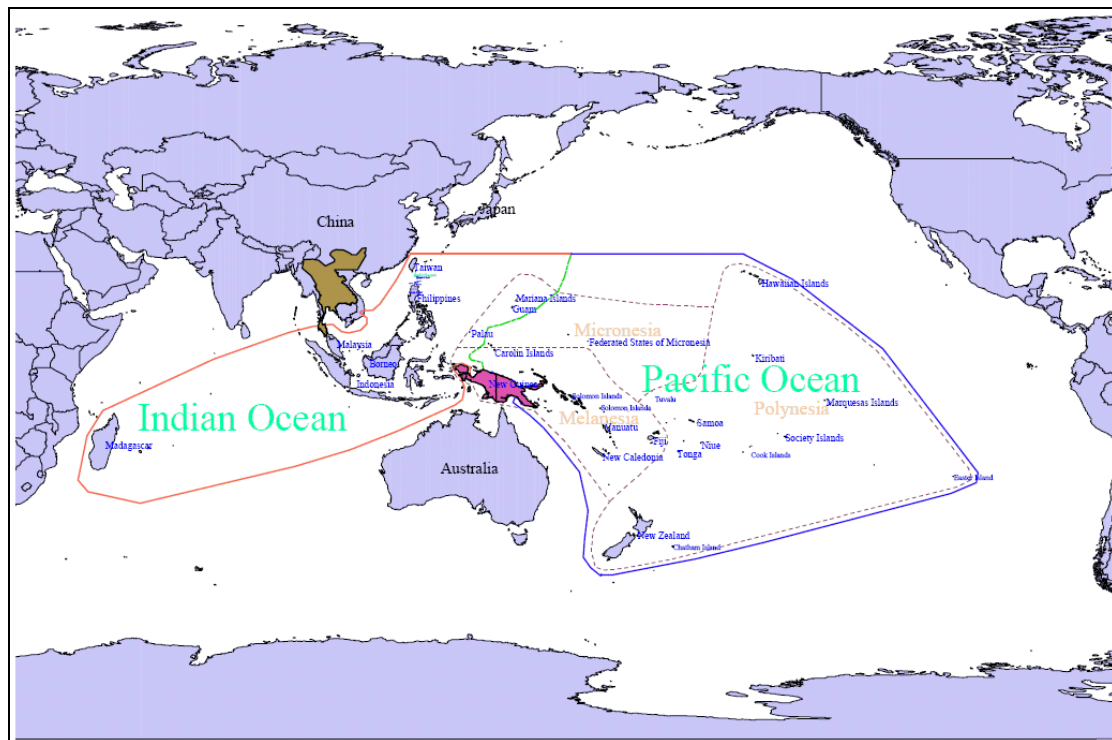 Japan
China
Taiwan
Hawaiian Islands
Philippines
Mariana Islands
Guam
Micronesia
Palau
Federated States of Micronesia
Malaysia
Carolin Islands
Kiribati
Borneo
Pacific Ocean
Indonesia
New Guinea
Solomon Islands
Tuvalu
Marquesas Islands
Solomon Islands
Polynesia
Indian Ocean
Melanesia
Samoa
Vanuatu
Society Islands
Madagascar
Fiji
Niue
Tonga
Cook Islands
New Caledonia
Australia
Easter Island
New Zealand
Chatham Island